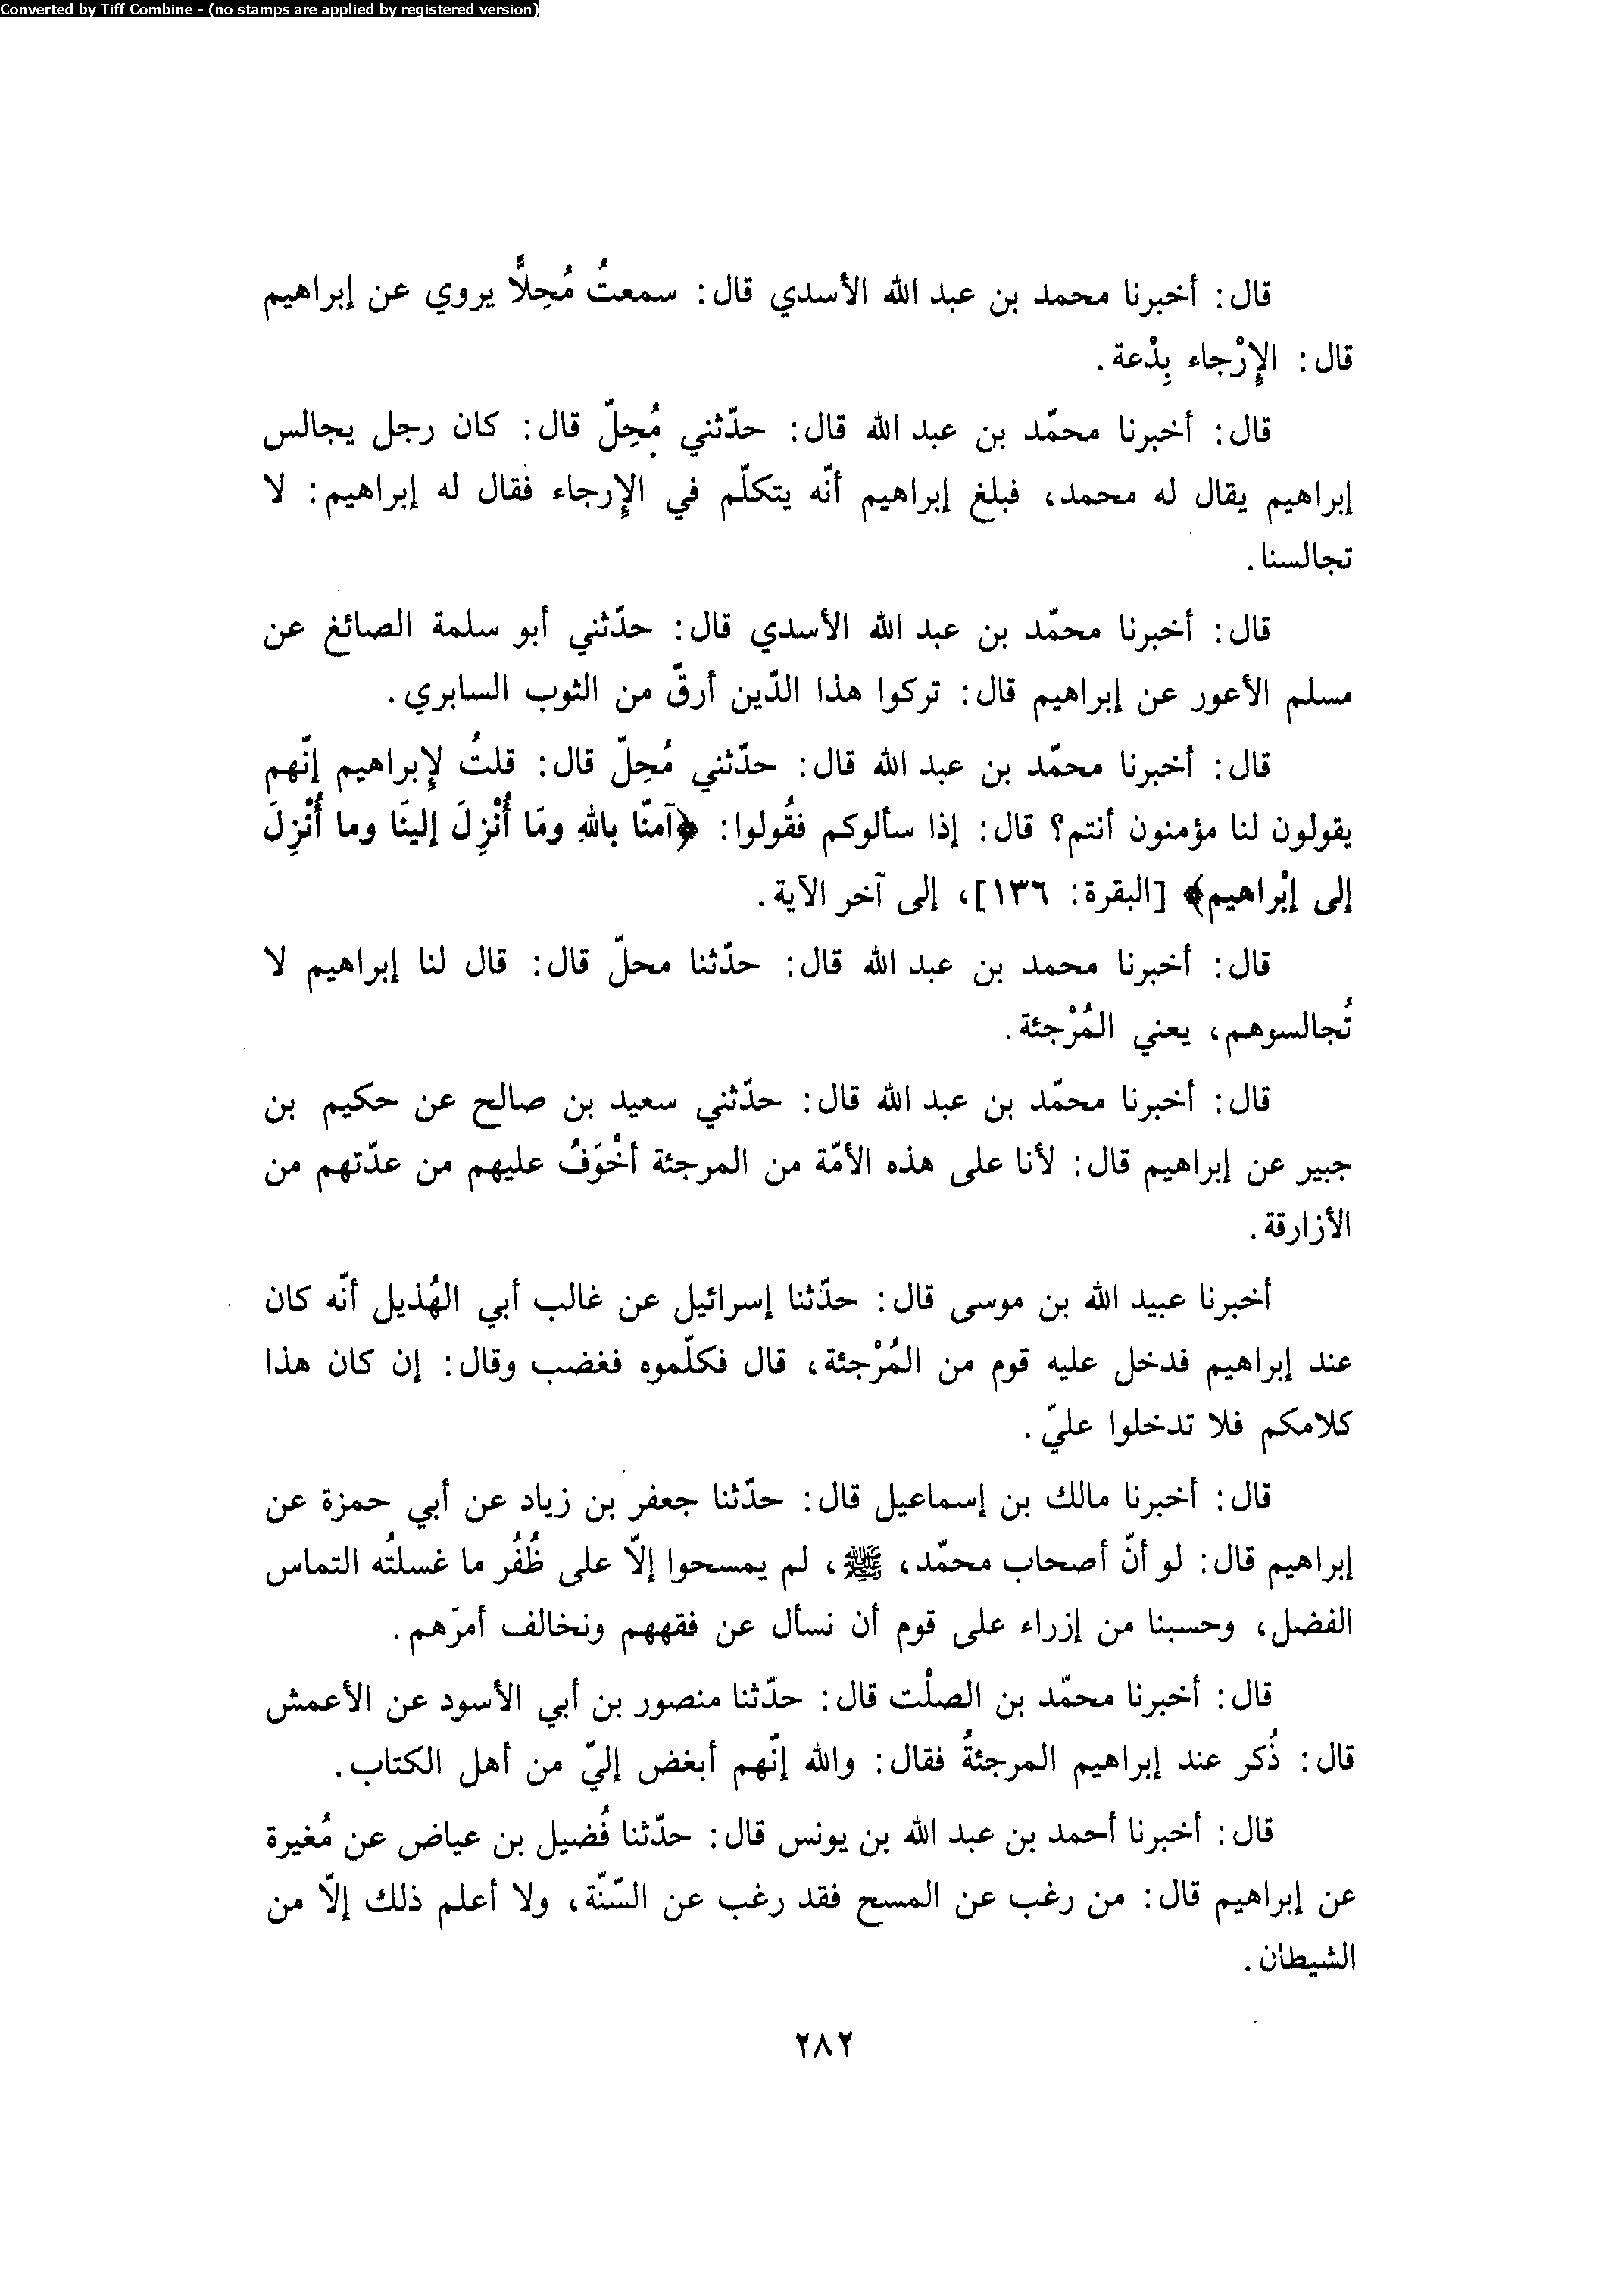 Converted by Tiff Combine - (no stamps are applied by registered version)
قال: أخبرنا محمد بن عبد الله الأسدي قال: سمعتُ مُحِلًّا يروي عن إبراهيم
قال: الإِرْجاء بِدْعة.
قال: أخبرنا محمّد بن عبد الله قال: حدّثني مُحِلّ قال: كان رجل يجالس
إبراهيم يقال له محمد، فبلغ إبراهيم أنّه يتكلّم في الإِرجاء فقال له إبراهيم: لا
تجالسنا.
قال: أخبرنا محمّد بن عبد الله الأسدي قال: حدّثني أبو سلمة الصائغ عن
مسلم الأعور عن إبراهيم قال: تركوا هذا الدّين أرقّ من الثوب السابري.
قال: أخبرنا محمّد بن عبد الله قال: حدّثني مُحِلّ قال: قلتُ لإِبراهيم إنّهم
يقولون لنا مؤمنون أنتم؟ قال: إذا سألوكم فقُولوا: ﴿آمنّا باللهِ ومَا أُنْزِلَ إلينَا وما أُنْزِلَ
إلى إبْراهيم﴾ [البقرة: ١٣٦]، إلى آخر الآية.
قال: أخبرنا محمد بن عبد الله قال: حدّثنا محلّ قال: قال لنا إبراهيم لا
تُجالسوهم، يعني المُرْجئة.
قال: أخبرنا محمّد بن عبد الله قال: حدّثني سعيد بن صالح عن حكيم بن
جبير عن إبراهيم قال: لأنا على هذه الأمّة من المرجئة أخْوَفُ عليهم من عدّتهم من
الأزارقة.
أخبرنا عبيد الله بن موسى قال: حدّثنا إسرائيل عن غالب أبي الهُذيل أنّه كان
عند إبراهيم فدخل عليه قوم من المُرْجئة، قال فكلّموه فغضب وقال: إن كان هذا
كلامكم فلا تدخلوا عليّ.
قال: أخبرنا مالك بن إسماعيل قال: حدّثنا جعفر بن زياد عن أبي حمزة عن
إبراهيم قال: لو أنّ أصحاب محمّد، ﷺ، لم يمسحوا إلاّ على ظُفُر ما غسلتُه التماس
الفضل، وحسبنا من إزراء على قوم أن نسأل عن فقههم ونخالف أمرَهم.
قال: أخبرنا محمّد بن الصلْت قال: حدّثنا منصور بن أبي الأسود عن الأعمش
قال: ذُكر عند إبراهيم المرجئةُ فقال: والله إنّهم أبغض إليّ من أهل الكتاب.
قال: أخبرنا أحمد بن عبد الله بن يونس قال: حدّثنا فُضيل بن عياض عن مُغيرة
عن إبراهيم قال: من رغب عن المسح فقد رغب عن السّنّة، ولا أعلم ذلك إلاّ من
الشيطان.
٢٨٢